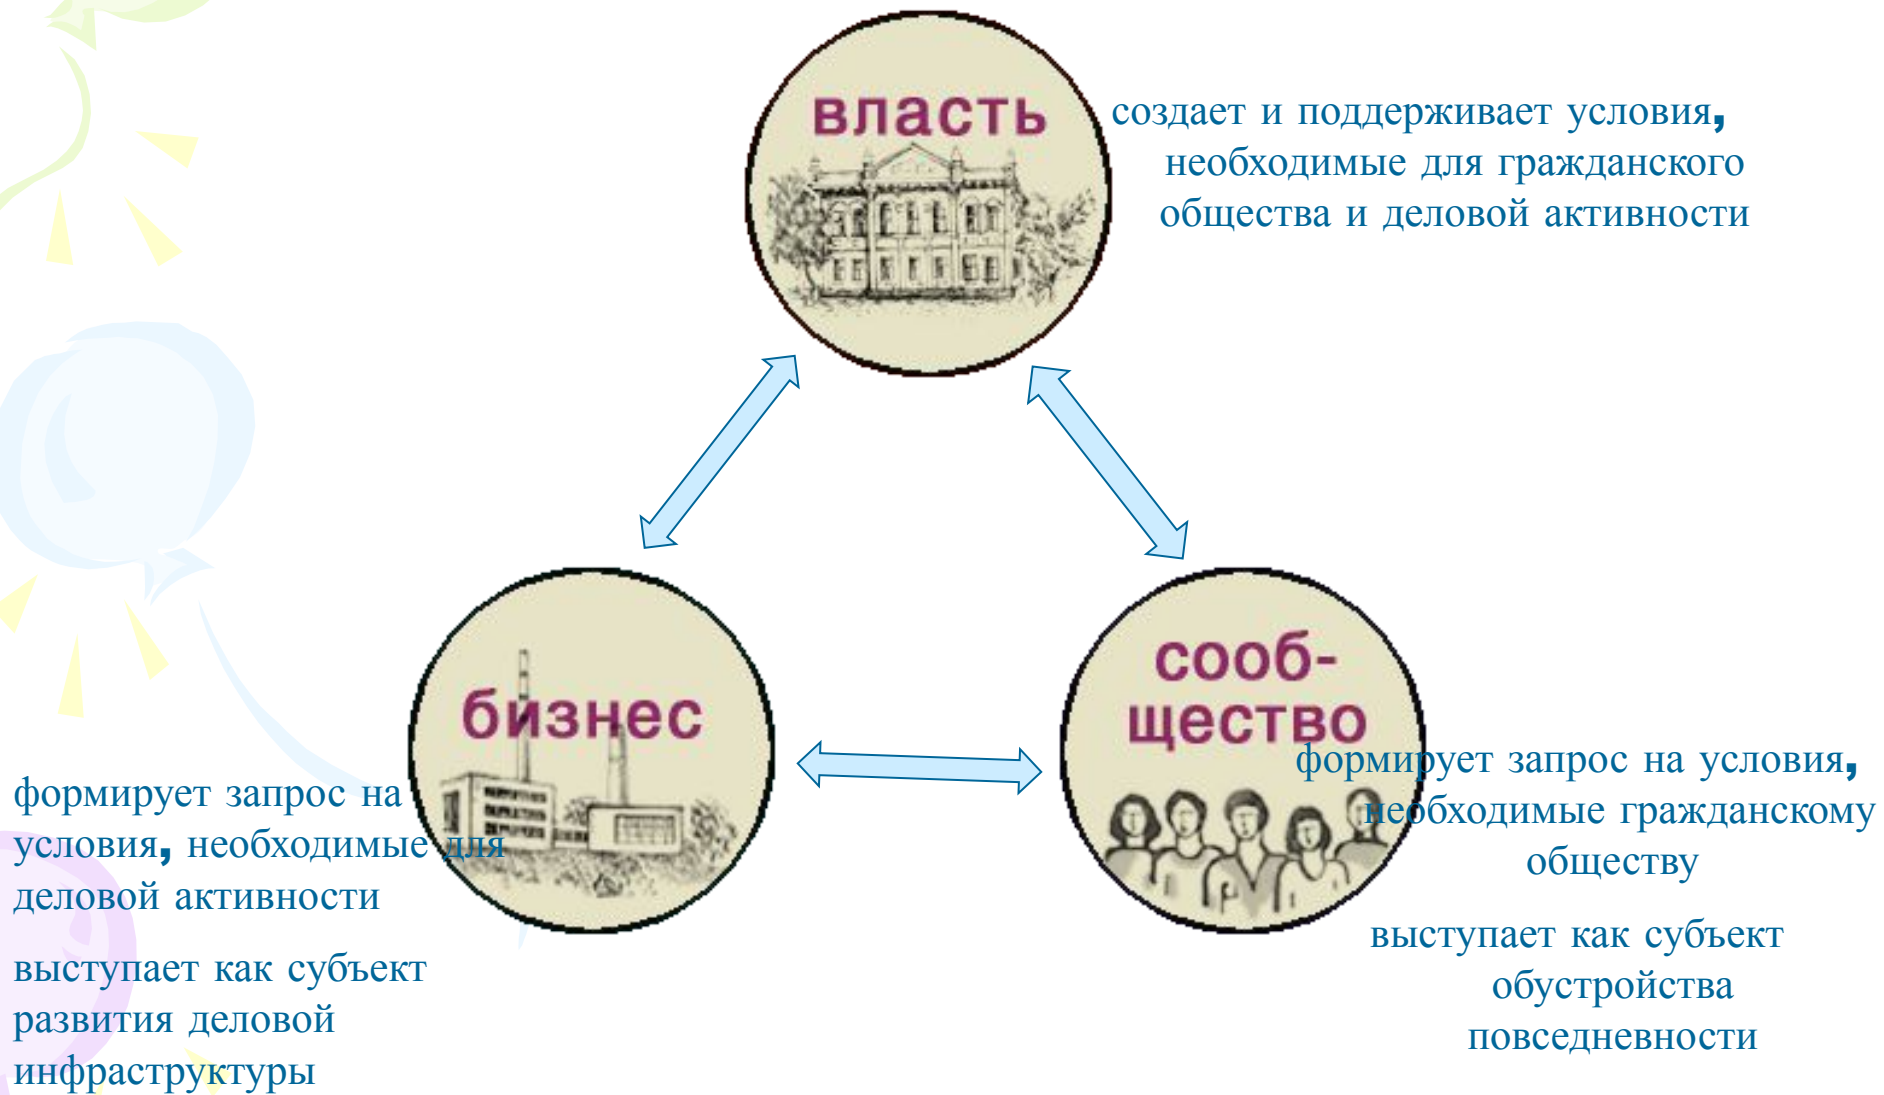 власть
создает и поддерживает условия,
необходимые для гражданского
общества и деловой активности
бизнес
формирует запрос на
условия, необходимые для
деловой активности
выступает как субъект
развития деловой
инфраструктуры
сооб-
щество
формирует запрос на условия,
необходимые гражданскому
обществу
выступает как субъект
обустройства
повседневности